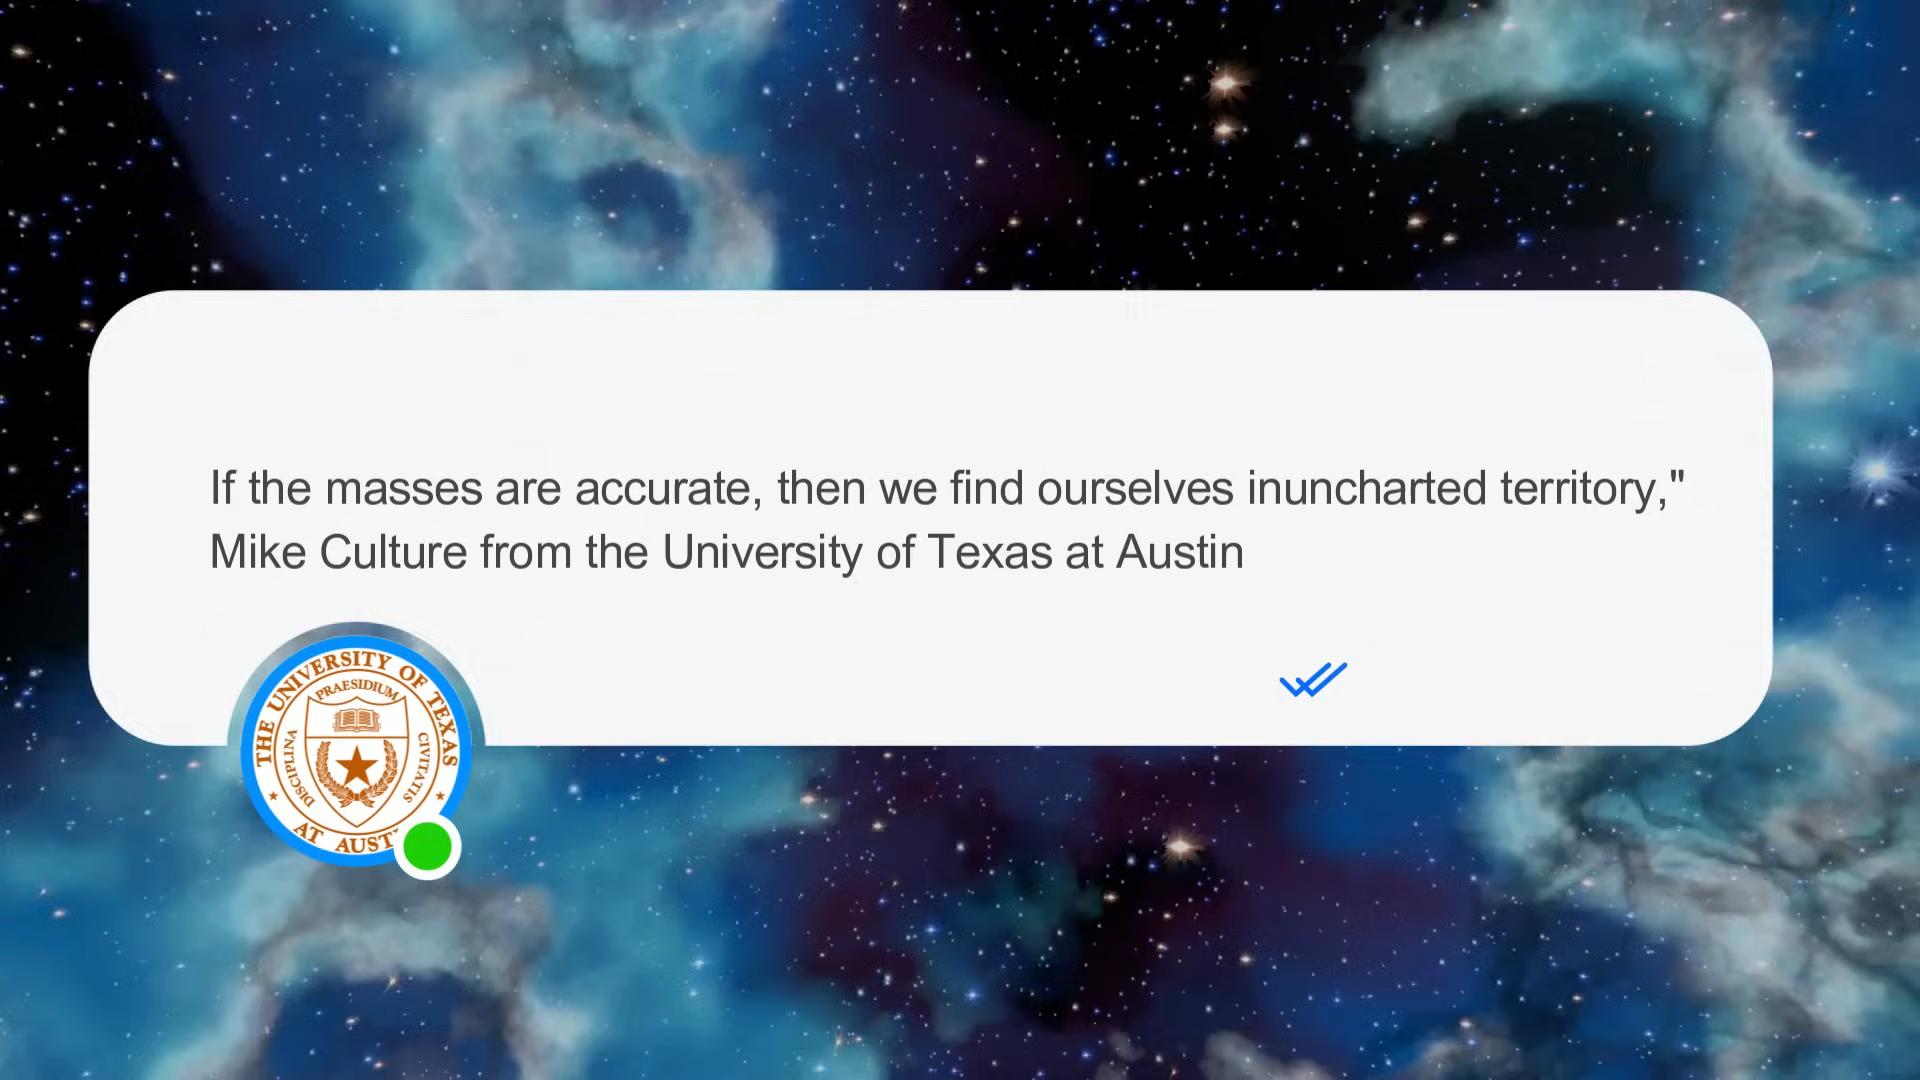 If the masses are accurate, then we find ourselves inuncharted territory,"
Mike Culture from the University of Texas at Austin
THE UNIVERSITY OF TEXAS
PRAESIDIUM
DISCIPLINA
CIVITATIS
AT AUST